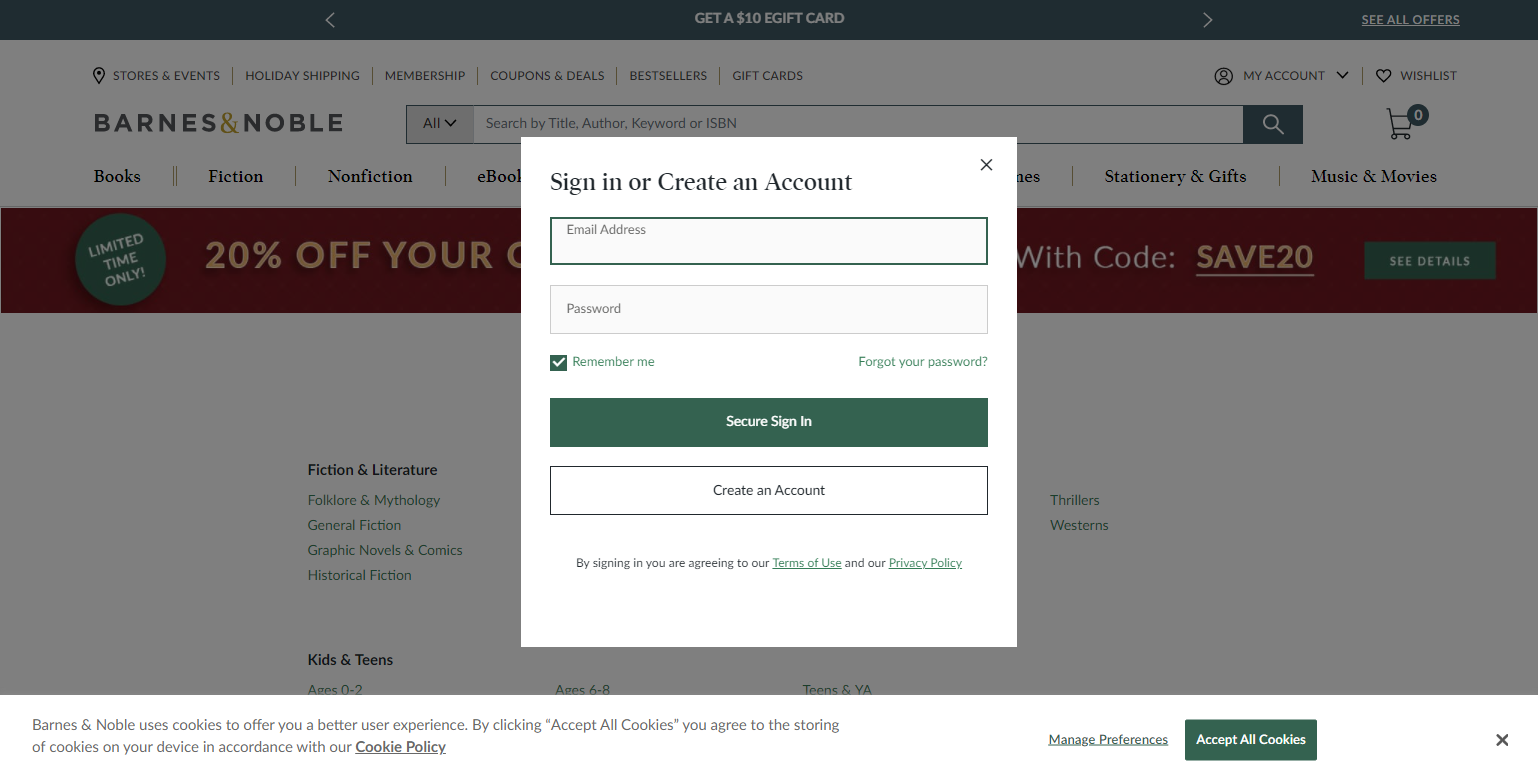 GET A $10 EGIFT CARD
SEE ALL OFFERS
STORES & EVENTS
HOLIDAY SHIPPING
MEMBERSHIP
COUPONS & DEALS
BESTSELLERS
GIFT CARDS
MY ACCOUNT
WISHLIST
BARNES&NOBLE
All
Search by Title, Author, Keyword or ISBN
0
Books
Fiction
Nonfiction
Stationery & Gifts
Music & Movies
LIMITED
TIME
ONLY!
20% OFF YOUR
With Code: SAVE20
SEE DETAILS
Sign in or Create an Account
Email Address
Password
Remember me
Forgot your password?
Secure Sign In
Create an Account
By signing in you are agreeing to our Terms of Use and our Privacy Policy
Fiction & Literature
Folklore & Mythology
General Fiction
Graphic Novels & Comics
Historical Fiction
Thrillers
Westerns
Kids & Teens
Ages 0-2
Ages 6-8
Teens & YA
Barnes & Noble uses cookies to offer you a better user experience. By clicking “Accept All Cookies” you agree to the storing
of cookies on your device in accordance with our Cookie Policy
Manage Preferences
Accept All Cookies